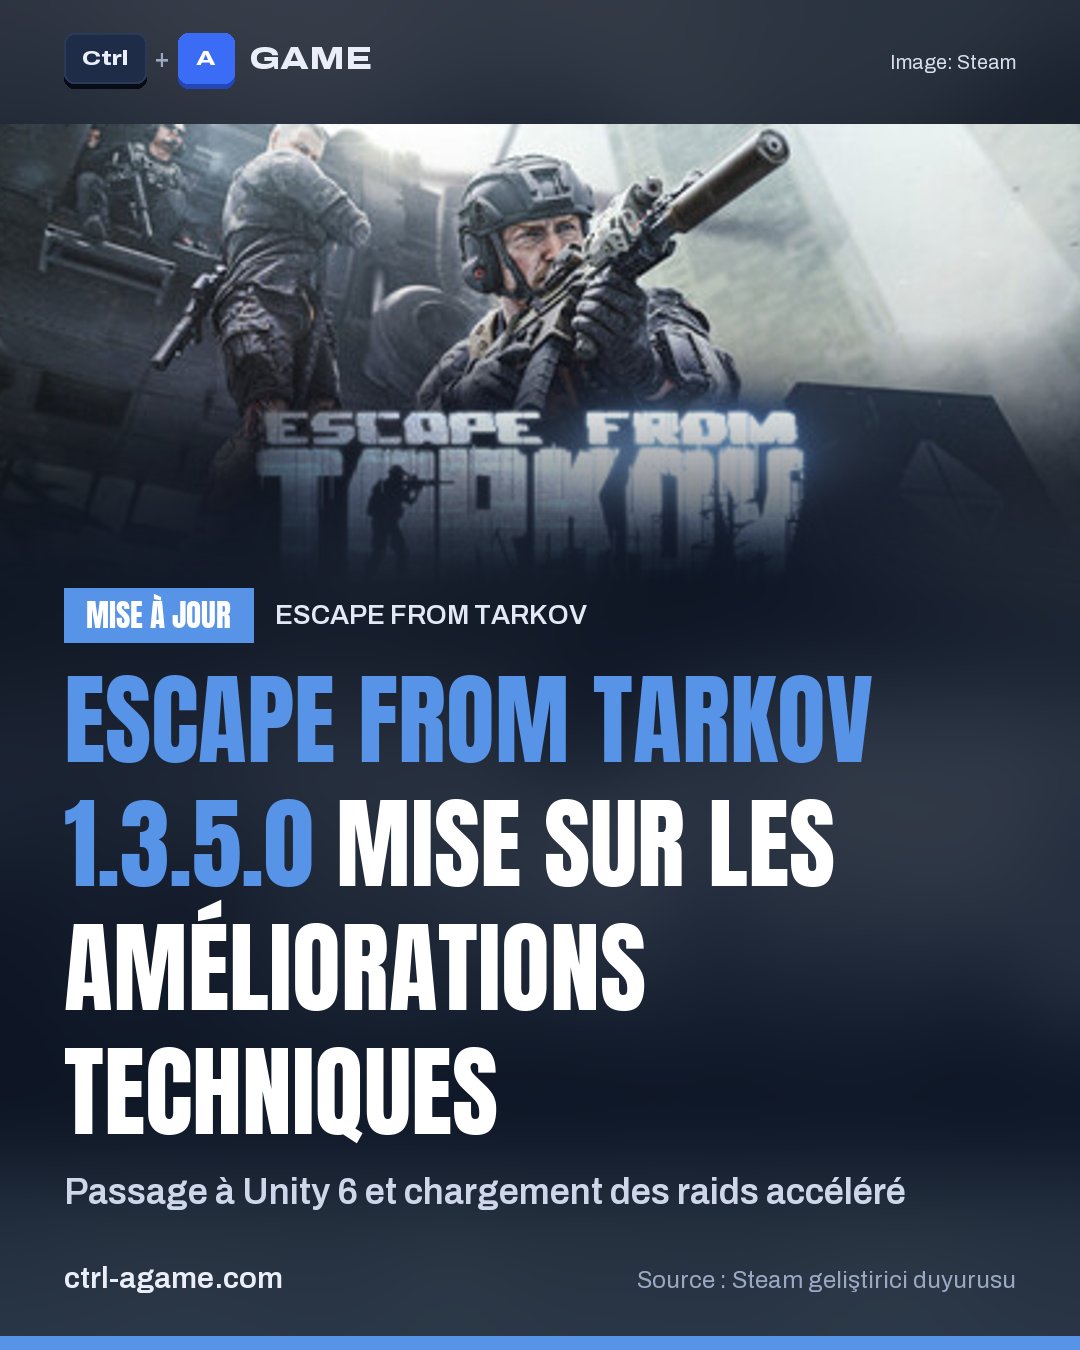 Ctrl + A GAME
Image: Steam
ESCAPE FROM
TARKOV
MISE À JOUR
ESCAPE FROM TARKOV
ESCAPE FROM TARKOV
1.3.5.0 MISE SUR LES
AMÉLIORATIONS
TECHNIQUES
Passage à Unity 6 et chargement des raids accéléré
ctrl-agame.com
Source : Steam geliştirici duyurusu